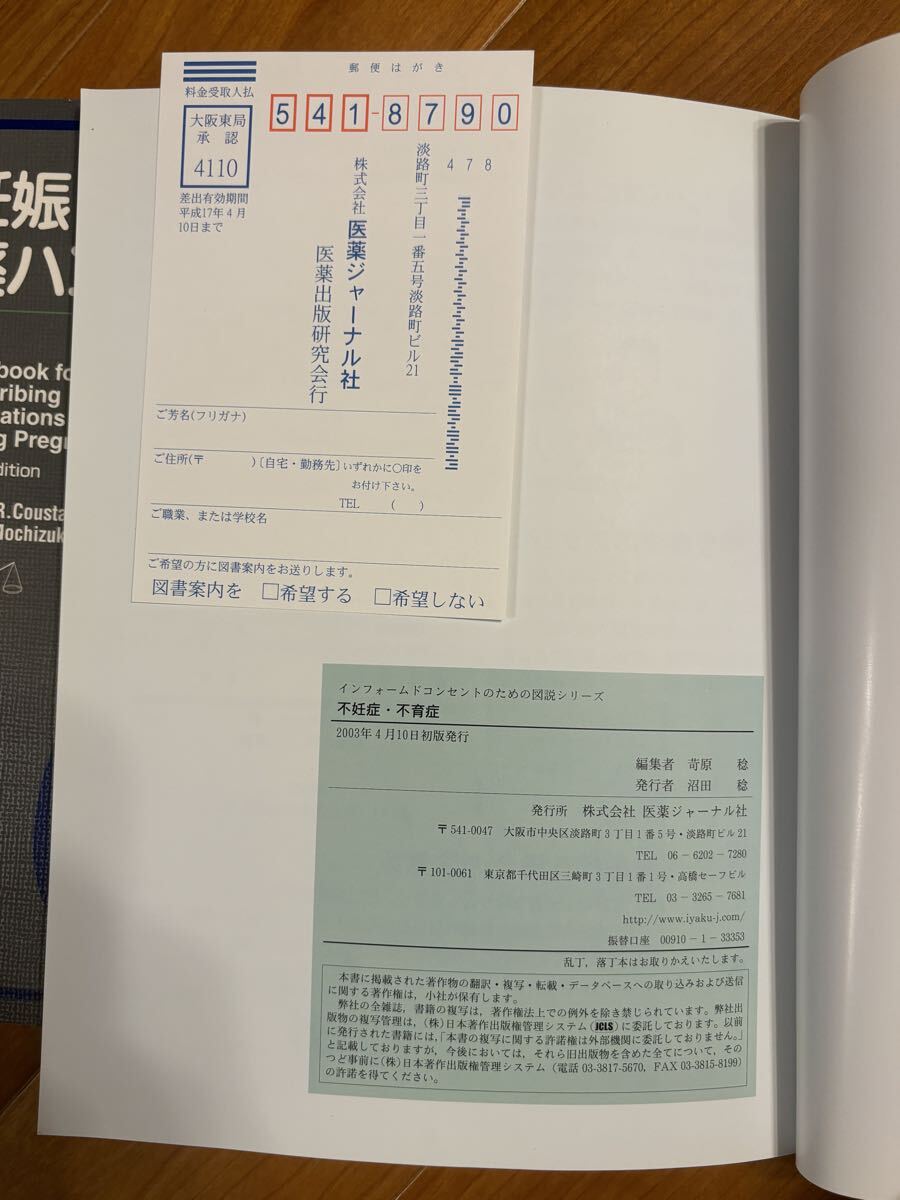 郵便はがき
料金受取人払
大阪東局
承認
4110
差出有効期間
平成17年4月
10日まで
541-8790
478
淡路町三丁目一番五号淡路町ビル21
株式会社 医薬ジャーナル社
医薬出版研究会行
ご芳名(フリガナ)
ご住所(〒 )〔自宅・勤務先〕いずれかに〇印を
お付け下さい。
TEL ( )
ご職業、または学校名
ご希望の方に図書案内をお送りします。
図書案内を □希望する □希望しない
インフォームドコンセントのための図説シリーズ
不妊症・不育症
2003年4月10日初版発行
編集者 苛原 稔
発行者 沼田 稔
発行所 株式会社 医薬ジャーナル社
〒541-0047 大阪市中央区淡路町3丁目1番5号・淡路町ビル21
TEL 06-6202-7280
〒101-0061 東京都千代田区三崎町3丁目1番1号・高橋セーフビル
TEL 03-3265-7681
http://www.iyaku-j.com/
振替口座 00910-1-33353
乱丁，落丁本はお取りかえいたします。
本書に掲載された著作物の翻訳・複写・転載・データベースへの取り込みおよび送信
に関する著作権は，小社が保有します。
弊社の全雑誌，書籍の複写は，著作権法上での例外を除き禁じられています。弊社出
版物の複写管理は，(株)日本著作出版権管理システム(JCLS)に委託しております。以前
に発行された書籍には，「本書の複写に関する許諾権は外部機関に委託しておりません。」
と記載しておりますが，今後においては，それら旧出版物を含めた全てについて，その
つど事前に(株)日本著作出版権管理システム（電話 03-3817-5670，FAX 03-3815-8199）
の許諾を得てください。
妊娠
薬ハン
book fo
ribing
ations
g Pregn
dition
R.Cousta
Mochizuk